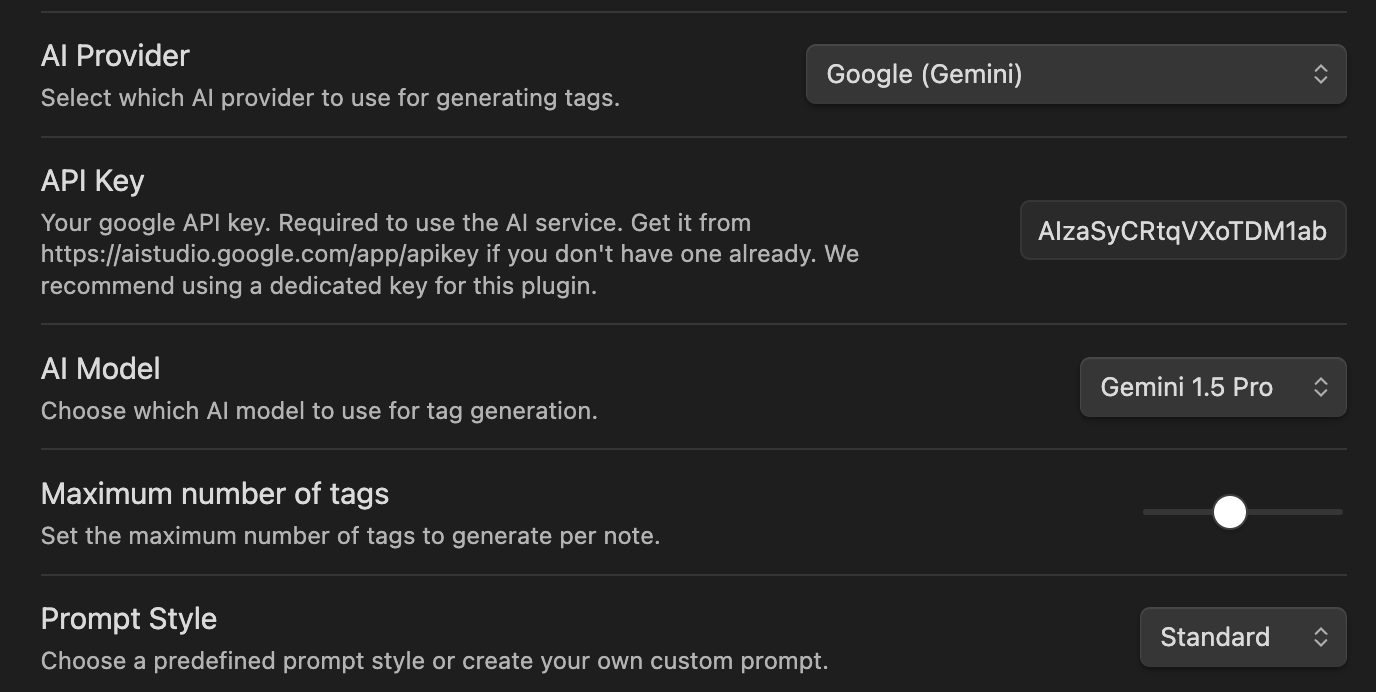 AI Provider
Google (Gemini)
Select which AI provider to use for generating tags.
API Key
Your google API key. Required to use the AI service. Get it from
https://aistudio.google.com/app/apikey if you don't have one already. We
recommend using a dedicated key for this plugin.
AIzaSyCRtqVXoTDM1ab
AI Model
Gemini 1.5 Pro
Choose which AI model to use for tag generation.
Maximum number of tags
Set the maximum number of tags to generate per note.
Prompt Style
Standard
Choose a predefined prompt style or create your own custom prompt.